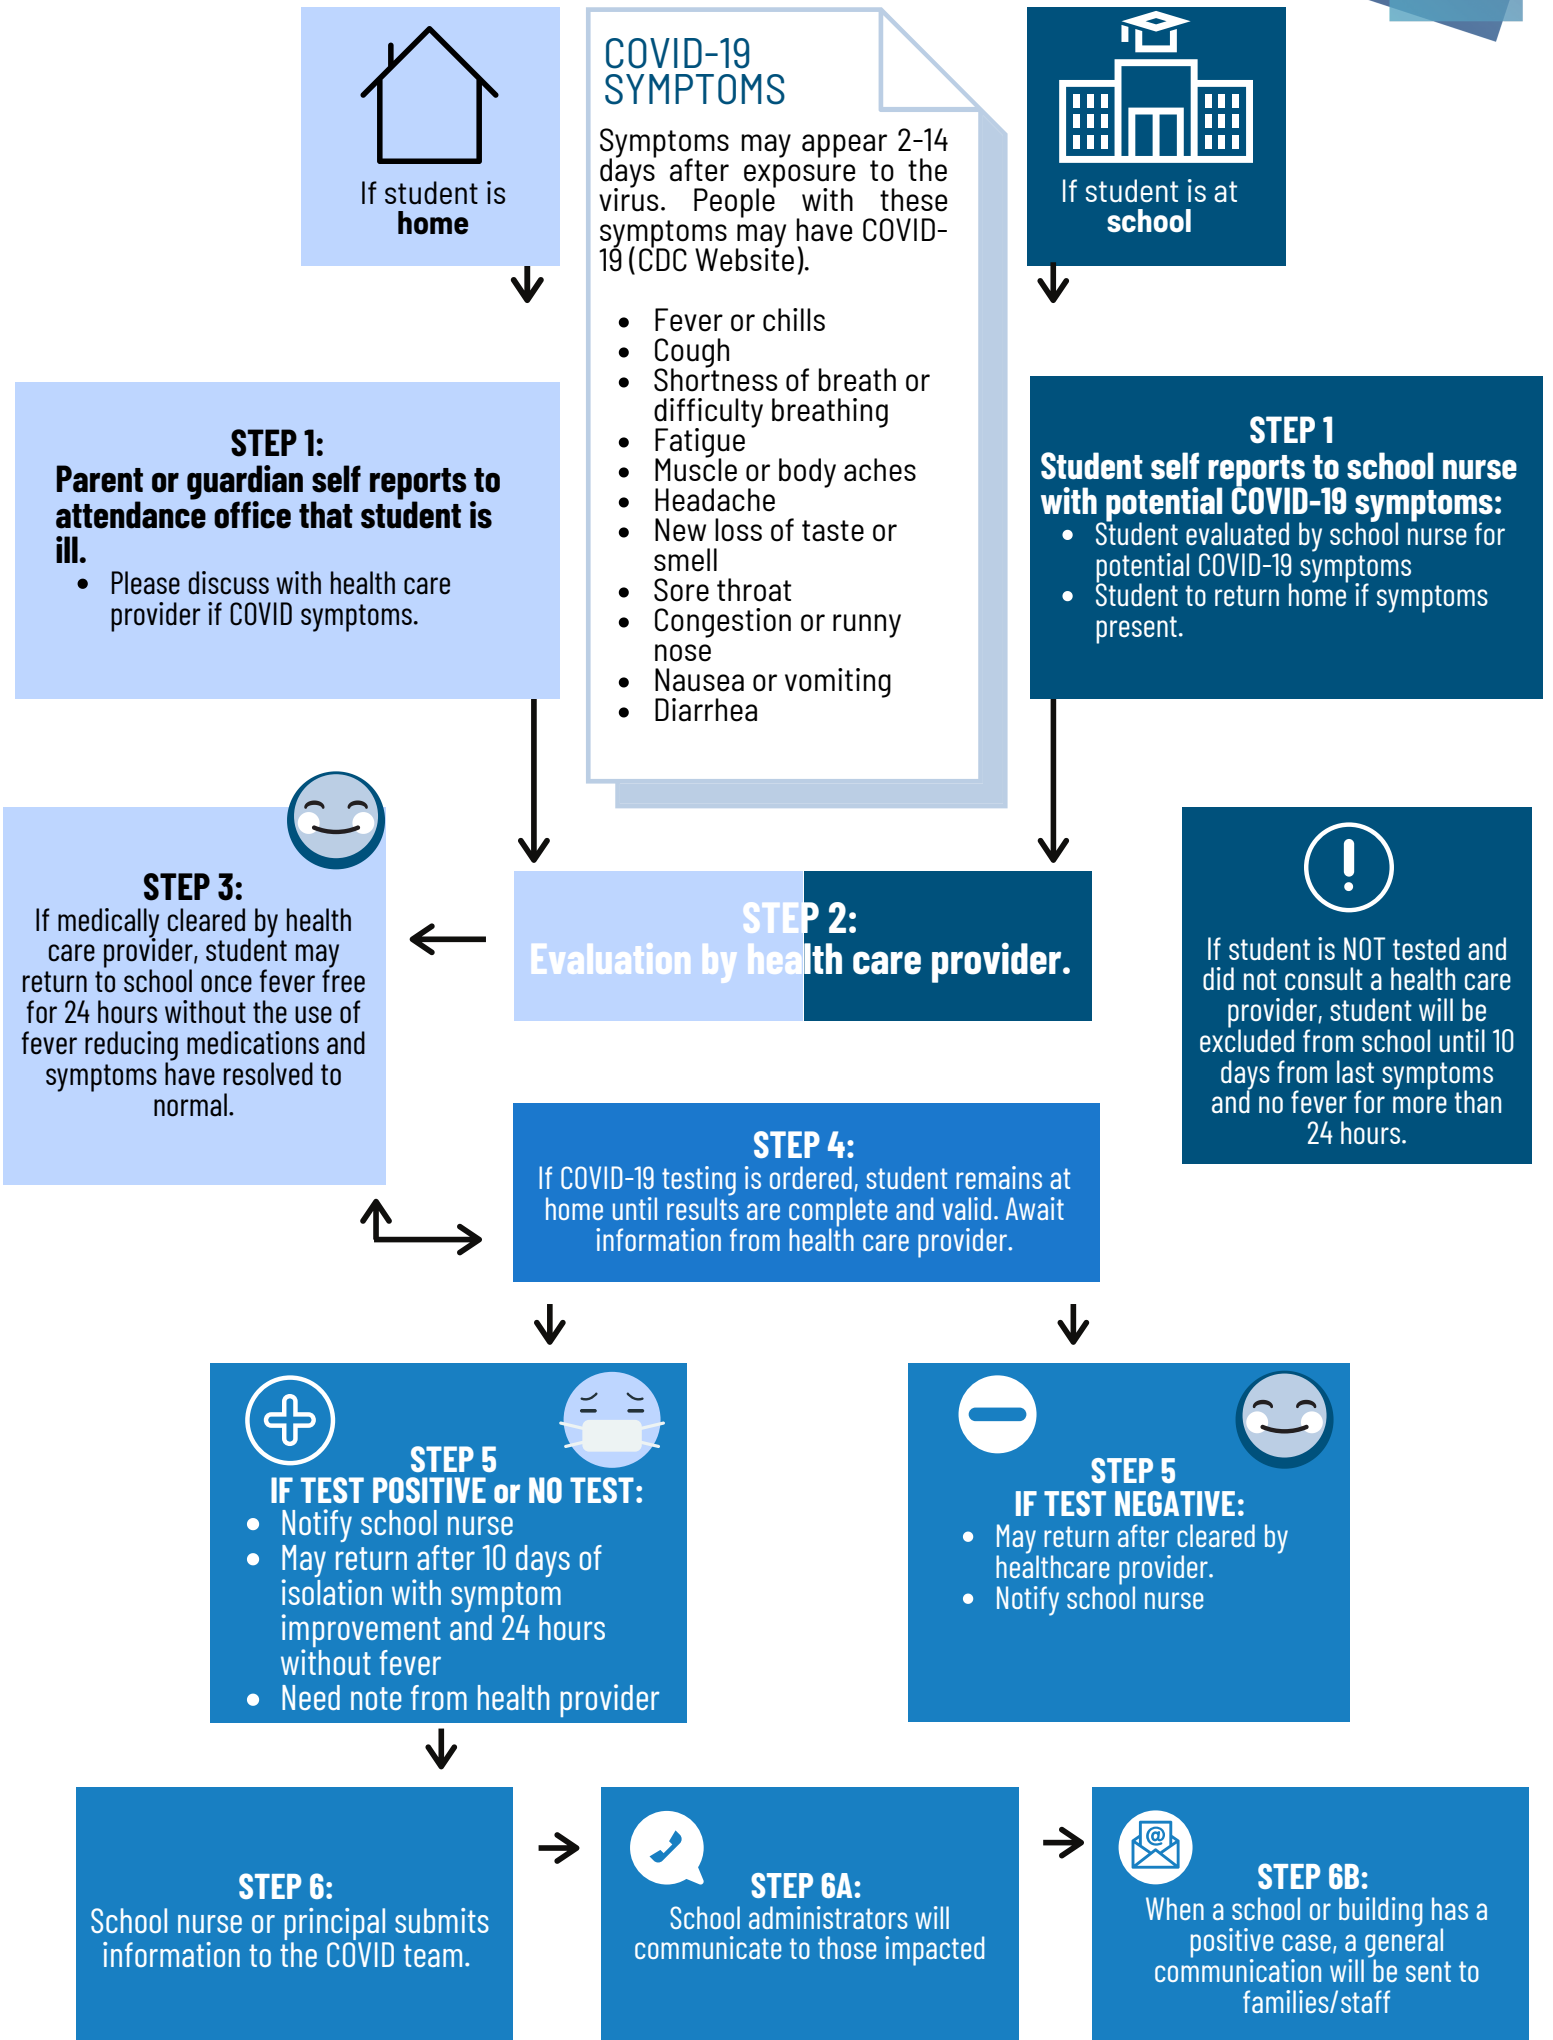 If student is
home
COVID-19
SYMPTOMS
Symptoms may appear 2-14
days after exposure to the
virus. People with these
symptoms may have COVID-
19 (CDC Website).
• Fever or chills
• Cough
• Shortness of breath or
difficulty breathing
• Fatigue
• Muscle or body aches
• Headache
• New loss of taste or
smell
• Sore throat
• Congestion or runny
nose
• Nausea or vomiting
• Diarrhea
If student is at
school
STEP 1:
Parent or guardian self reports to
attendance office that student is
ill.
• Please discuss with health care
provider if COVID symptoms.
STEP 1
Student self reports to school nurse
with potential COVID-19 symptoms:
• Student evaluated by school nurse for
potential COVID-19 symptoms
• Student to return home if symptoms
present.
STEP 2:
Evaluation by health care provider.
STEP 3:
If medically cleared by health
care provider, student may
return to school once fever free
for 24 hours without the use of
fever reducing medications and
symptoms have resolved to
normal.
If student is NOT tested and
did not consult a health care
provider, student will be
excluded from school until 10
days from last symptoms
and no fever for more than
24 hours.
STEP 4:
If COVID-19 testing is ordered, student remains at
home until results are complete and valid. Await
information from health care provider.
STEP 5
IF TEST POSITIVE or NO TEST:
• Notify school nurse
• May return after 10 days of
isolation with symptom
improvement and 24 hours
without fever
• Need note from health provider
STEP 5
IF TEST NEGATIVE:
• May return after cleared by
healthcare provider.
• Notify school nurse
STEP 6:
School nurse or principal submits
information to the COVID team.
STEP 6A:
School administrators will
communicate to those impacted
@
STEP 6B:
When a school or building has a
positive case, a general
communication will be sent to
families/staff